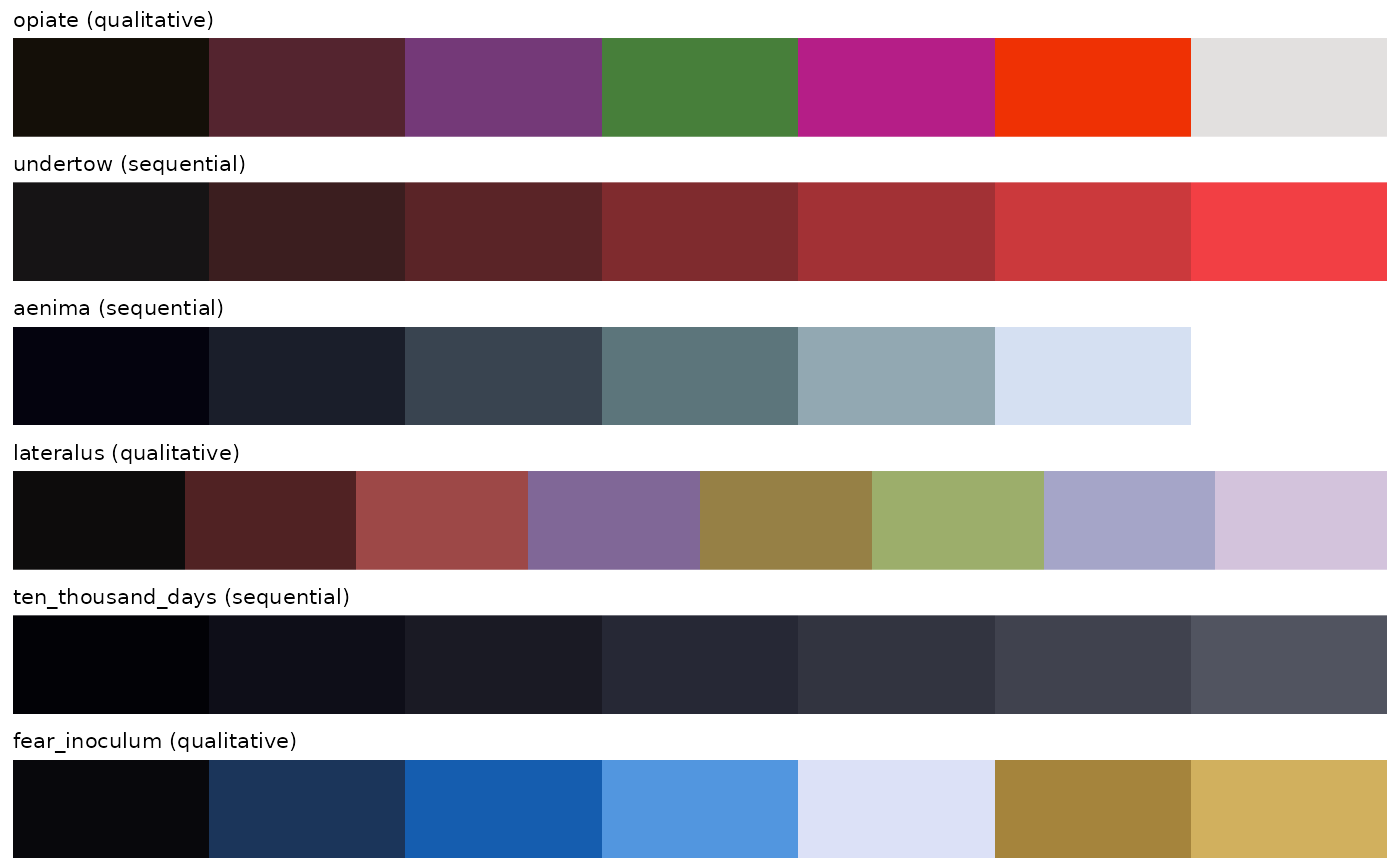 opiate (qualitative)
undertow (sequential)
aenima (sequential)
lateralus (qualitative)
ten_thousand_days (sequential)
fear_inoculum (qualitative)